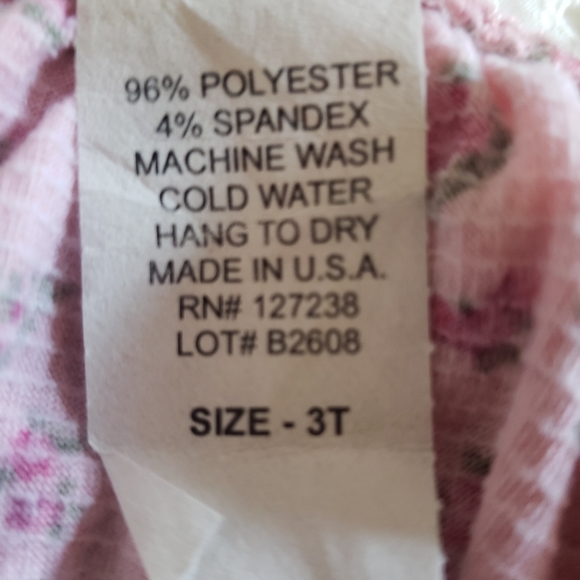 96% POLYESTER
4% SPANDEX
MACHINE WASH
COLD WATER
HANG TO DRY
MADE IN U.S.A.
RN# 127238
LOT# B2608
SIZE - 3T